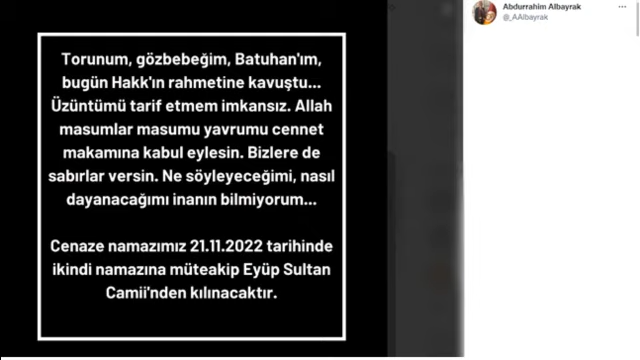 Torunum, gözbebeğim, Batuhan'ım,
bugün Hakk'ın rahmetine kavuştu...
Üzüntümü tarif etmem imkansız. Allah
masumlar masumu yavrumu cennet
makamına kabul eylesin. Bizlere de
sabırlar versin. Ne söyleyeceğimi, nasıl
dayanacağımı inanın bilmiyorum...
Cenaze namazımız 21.11.2022 tarihinde
ikindi namazına müteakip Eyüp Sultan
Camii'nden kılınacaktır.
Abdurrahim Albayrak
@_AAlbayrak